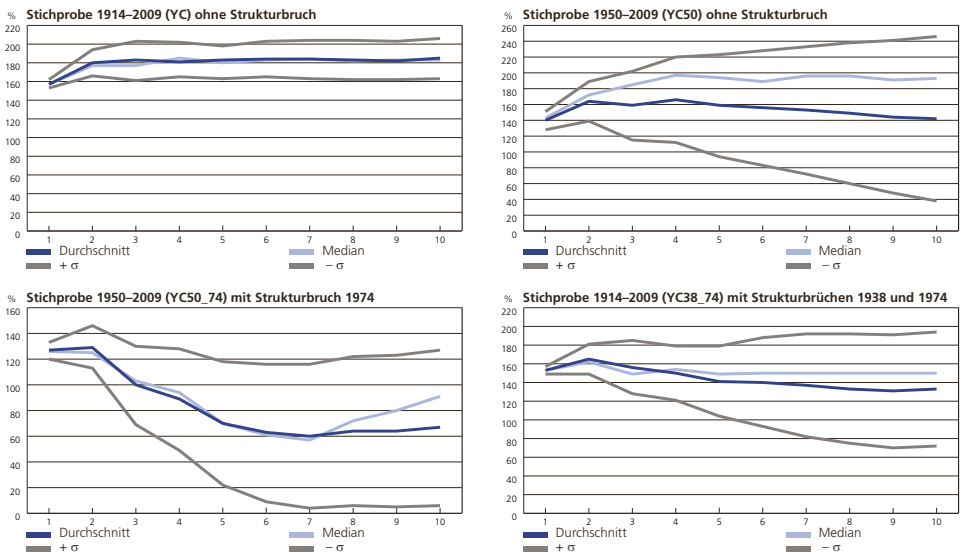 % Stichprobe 1914–2009 (YC) ohne Strukturbruch
220
200
180
160
140
120
100
80
60
40
20
0
1 2 3 4 5 6 7 8 9 10
Durchschnitt Median
+ σ – σ
% Stichprobe 1950–2009 (YC50) ohne Strukturbruch
260
240
220
200
180
160
140
120
100
80
60
40
20
0
1 2 3 4 5 6 7 8 9 10
Durchschnitt Median
+ σ – σ
% Stichprobe 1950–2009 (YC50_74) mit Strukturbruch 1974
160
140
120
100
80
60
40
20
0
1 2 3 4 5 6 7 8 9 10
Durchschnitt Median
+ σ – σ
% Stichprobe 1914–2009 (YC38_74) mit Strukturbrüchen 1938 und 1974
220
200
180
160
140
120
100
80
60
40
20
0
1 2 3 4 5 6 7 8 9 10
Durchschnitt Median
+ σ – σ